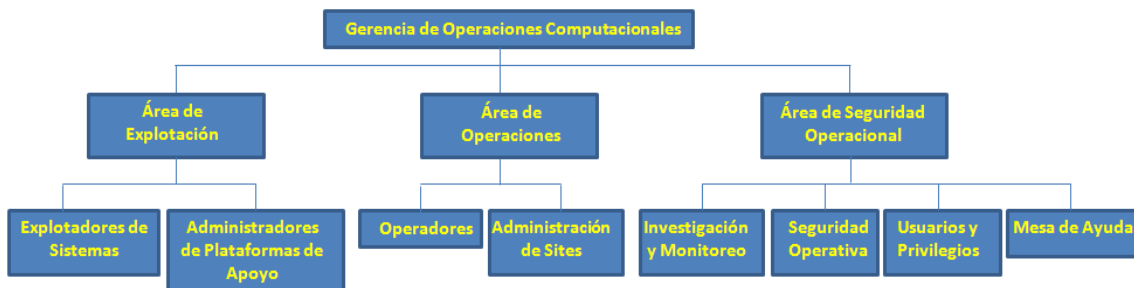 Gerencia de Operaciones Computacionales
Área de
Explotación
Área de
Operaciones
Área de Seguridad
Operacional
Explotadores de
Sistemas
Administradores
de Plataformas de
Apoyo
Operadores
Administración
de Sites
Investigación
y Monitoreo
Seguridad
Operativa
Usuarios y
Privilegios
Mesa de Ayuda